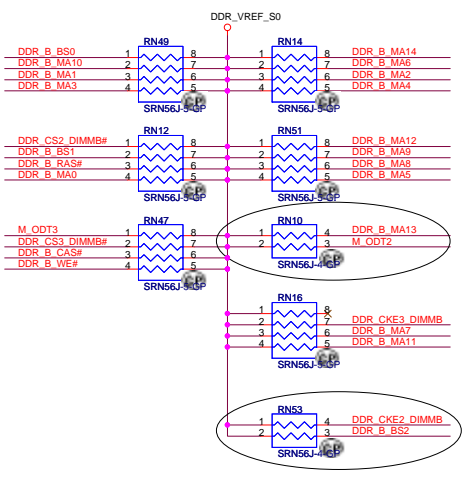 DDR_VREF_S0
RN49
DDR_B_BS0 1 8
DDR_B_MA10 2 7
DDR_B_MA1 3 6
DDR_B_MA3 4 5
SRN56J-5-GP
RN14
1 8 DDR_B_MA14
2 7 DDR_B_MA6
3 6 DDR_B_MA2
4 5 DDR_B_MA4
SRN56J-5-GP
RN12
DDR_CS2_DIMMB# 1 8
DDR_B_BS1 2 7
DDR_B_RAS# 3 6
DDR_B_MA0 4 5
SRN56J-5-GP
RN51
1 8 DDR_B_MA12
2 7 DDR_B_MA9
3 6 DDR_B_MA8
4 5 DDR_B_MA5
SRN56J-5-GP
RN47
M_ODT3 1 8
DDR_CS3_DIMMB# 2 7
DDR_B_CAS# 3 6
DDR_B_WE# 4 5
SRN56J-5-GP
RN10
1 4 DDR_B_MA13
2 3 M_ODT2
SRN56J-4-GP
RN16
1 8
2 7 DDR_CKE3_DIMMB
3 6 DDR_B_MA7
4 5 DDR_B_MA11
SRN56J-5-GP
RN53
1 4 DDR_CKE2_DIMMB
2 3 DDR_B_BS2
SRN56J-4-GP